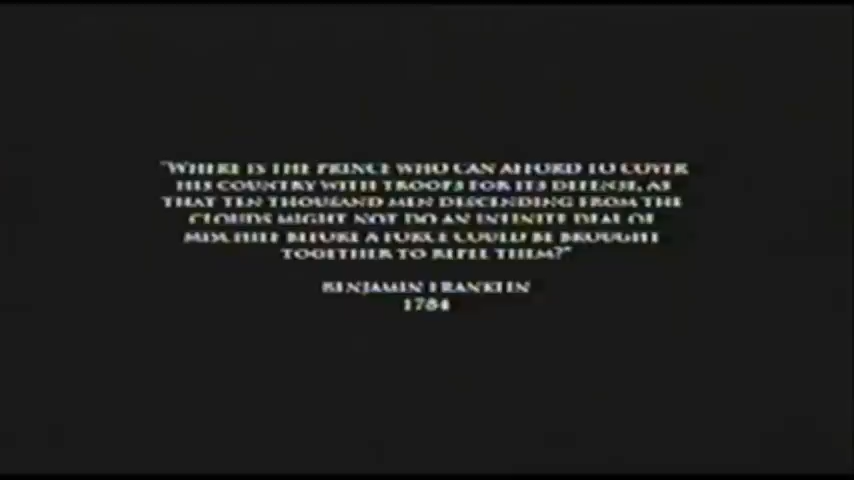 "WHERE IS THE PRINCE WHO CAN AFFORD TO COVER
HIS COUNTRY WITH TROOPS FOR ITS DEFENSE, AS
THAT TEN THOUSAND MEN DESCENDING FROM THE
CLOUDS MIGHT NOT DO AN INFINITE DEAL OF
MISCHIEF BEFORE A FORCE COULD BE BROUGHT
TOGETHER TO REPEL THEM?"
BENJAMIN FRANKLIN
1784